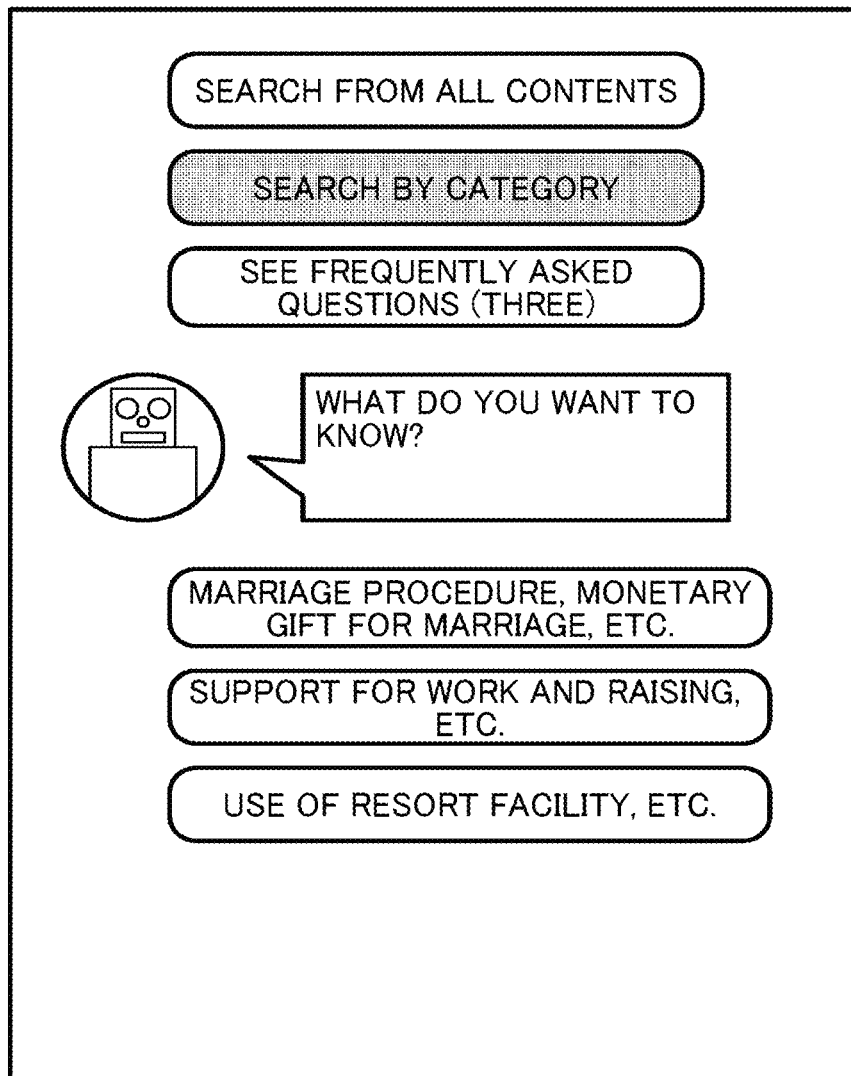 SEARCH FROM ALL CONTENTS
SEARCH BY CATEGORY
SEE FREQUENTLY ASKED
QUESTIONS (THREE)
WHAT DO YOU WANT TO
KNOW?
MARRIAGE PROCEDURE, MONETARY
GIFT FOR MARRIAGE, ETC.
SUPPORT FOR WORK AND RAISING,
ETC.
USE OF RESORT FACILITY, ETC.